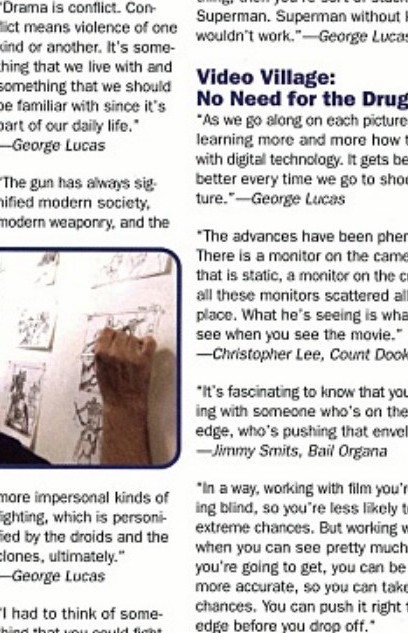 "Drama is conflict. Con-
flict means violence of one
kind or another. It's some-
thing that we live with and
something that we should
be familiar with since it's
part of our daily life."
—George Lucas
"The gun has always sig-
nified modern society,
modern weaponry, and the
more impersonal kinds of
fighting, which is personi-
fied by the droids and the
clones, ultimately."
—George Lucas
"I had to think of some-
thing that you could fight
Superman. Superman without
wouldn't work."—George Lucas
Video Village:
No Need for the Drug
"As we go along on each picture
learning more and more how t
with digital technology. It gets be
better every time we go to shoo
ture."—George Lucas
"The advances have been phen
There is a monitor on the came
that is static, a monitor on the cr
all these monitors scattered all
place. What he's seeing is wha
see when you see the movie."
—Christopher Lee, Count Dook
"It's fascinating to know that you
ing with someone who's on the
edge, who's pushing that envel
—Jimmy Smits, Bail Organa
"In a way, working with film you're
ing blind, so you're less likely t
extreme chances. But working w
when you can see pretty much
you're going to get, you can be
more accurate, so you can take
chances. You can push it right t
edge before you drop off."